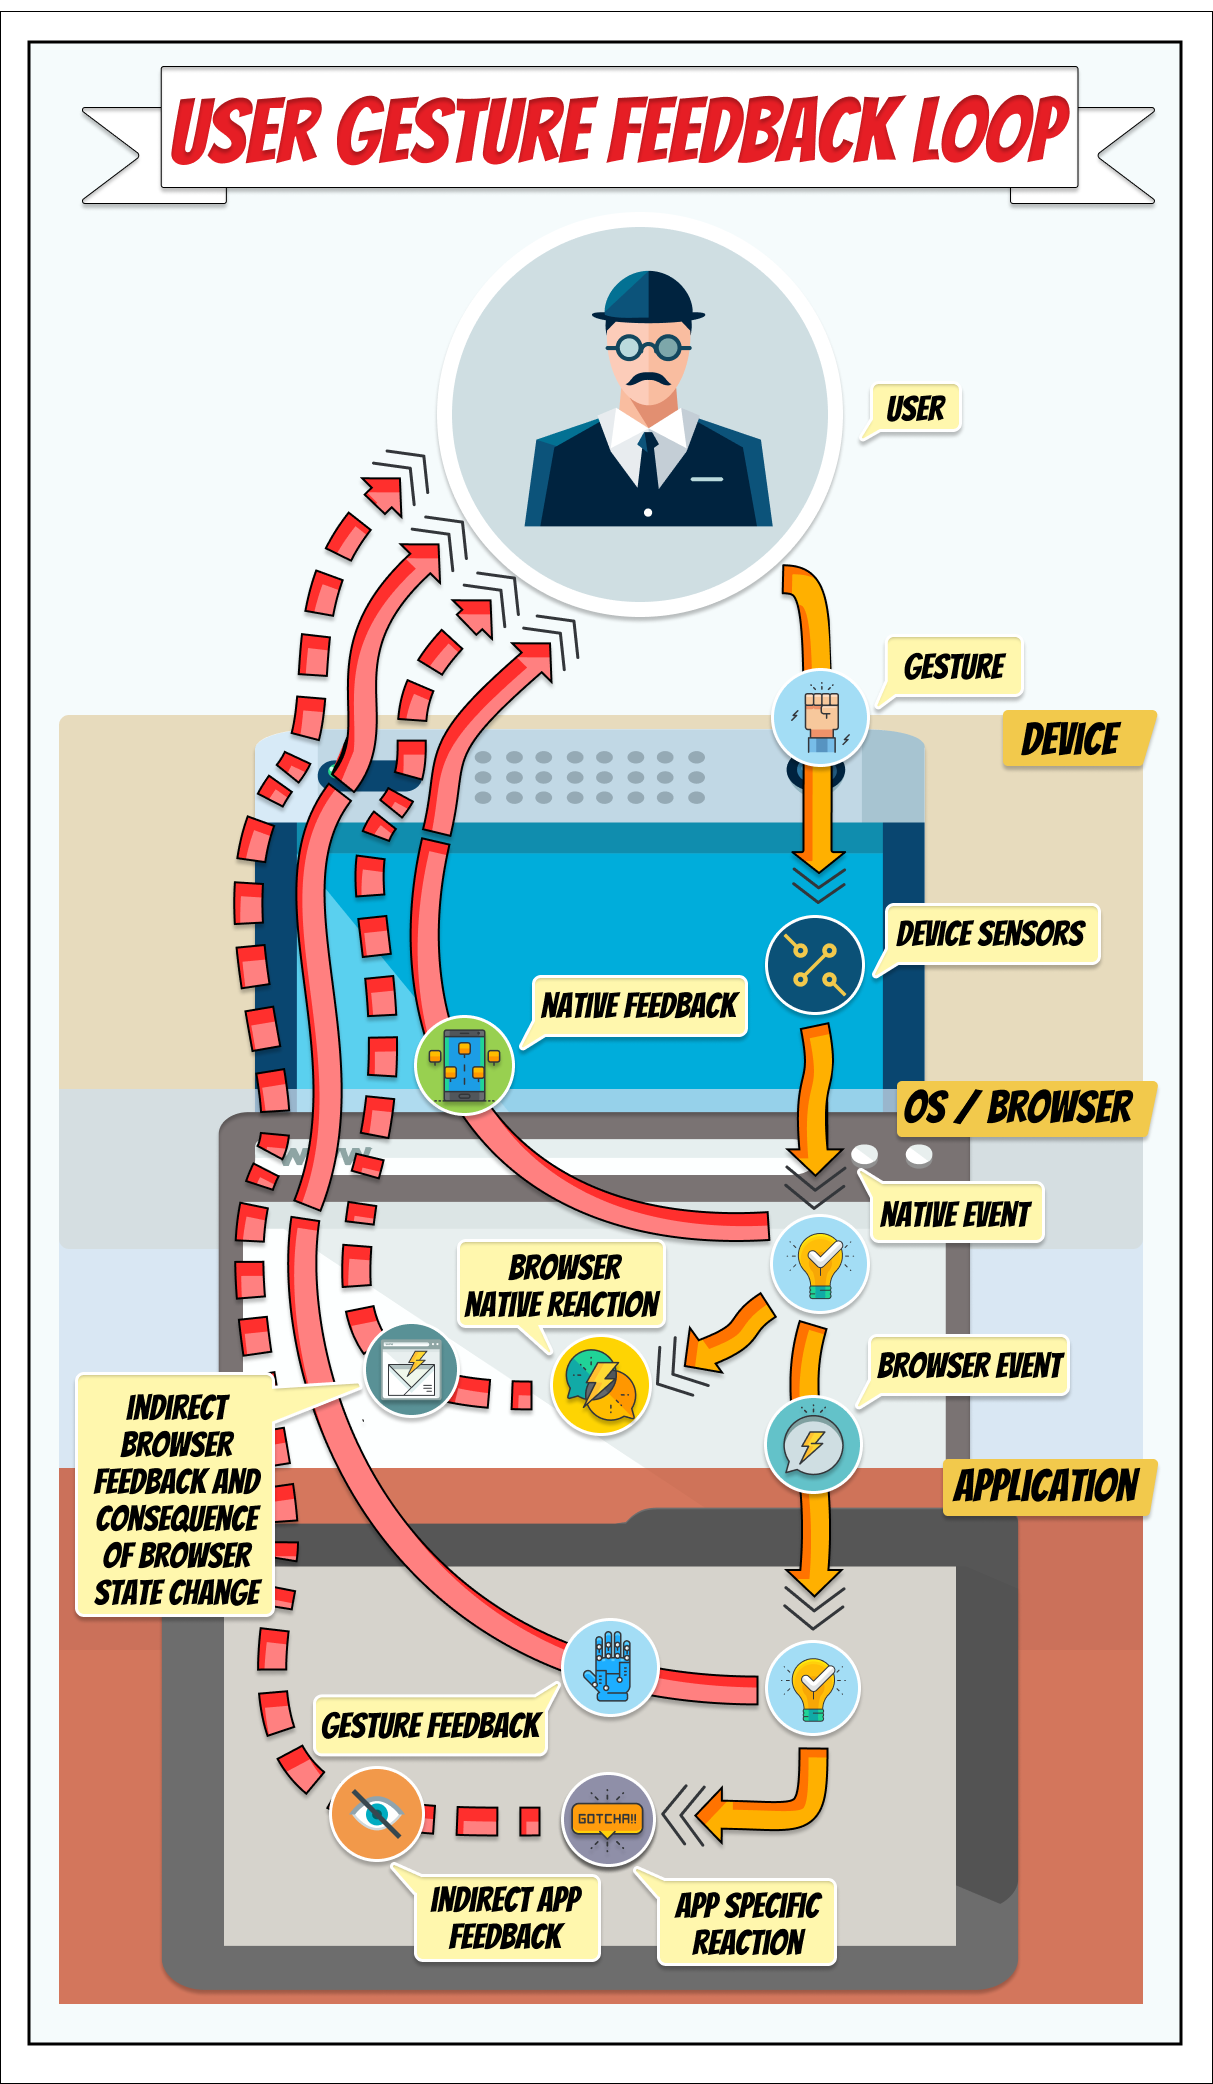 USER GESTURE FEEDBACK LOOP
USER
GESTURE
DEVICE
DEVICE SENSORS
NATIVE FEEDBACK
OS / BROWSER
WWW
NATIVE EVENT
BROWSER
NATIVE REACTION
BROWSER EVENT
INDIRECT
BROWSER
FEEDBACK AND
CONSEQUENCE
OF BROWSER
STATE CHANGE
APPLICATION
GESTURE FEEDBACK
GOTCHA!!
INDIRECT APP
FEEDBACK
APP SPECIFIC
REACTION